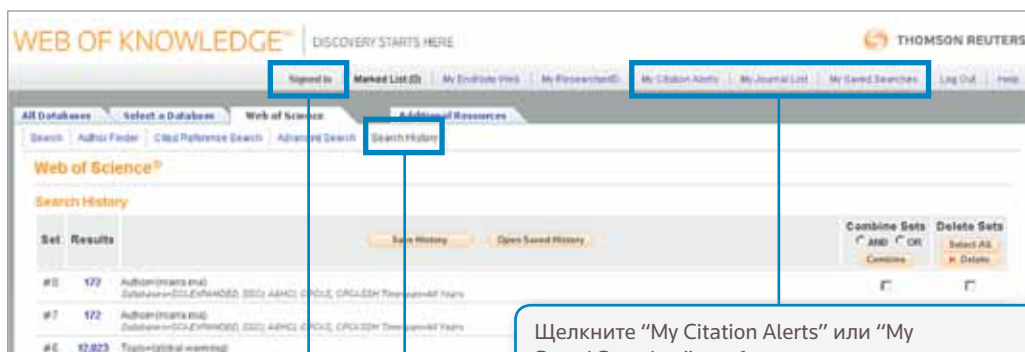 WEB OF KNOWLEDGE℠ DISCOVERY STARTS HERE THOMSON REUTERS
Signed In Marked List (0) My EndNote Web My ResearcherID My Citation Alerts My Journal List My Saved Searches Log Out Help
All Databases Select a Database Web of Science Additional Resources
Search Author Finder Cited Reference Search Advanced Search Search History
Web of Science®
Search History
Set Results Save History Open Saved History Combine Sets Delete Sets
AND OR Select All
Combine × Delete
172
#7 172
#6 12,823 Topic=(global warming)
Щелкните “My Citation Alerts” или “My